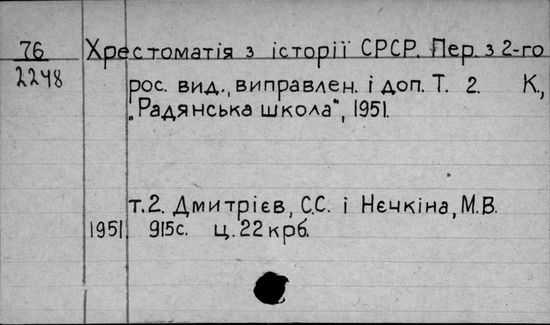 76 Хрестоматія з історії СРСР. Пер. з 2-го
2248 рос. вид., виправлен. і доп. Т. 2. К.,
„Радянська школа", 1951.
т. 2. Дмитрієв, С.С. і Нєчкіна, М.В.
1951. 915с. ц. 22 крб.